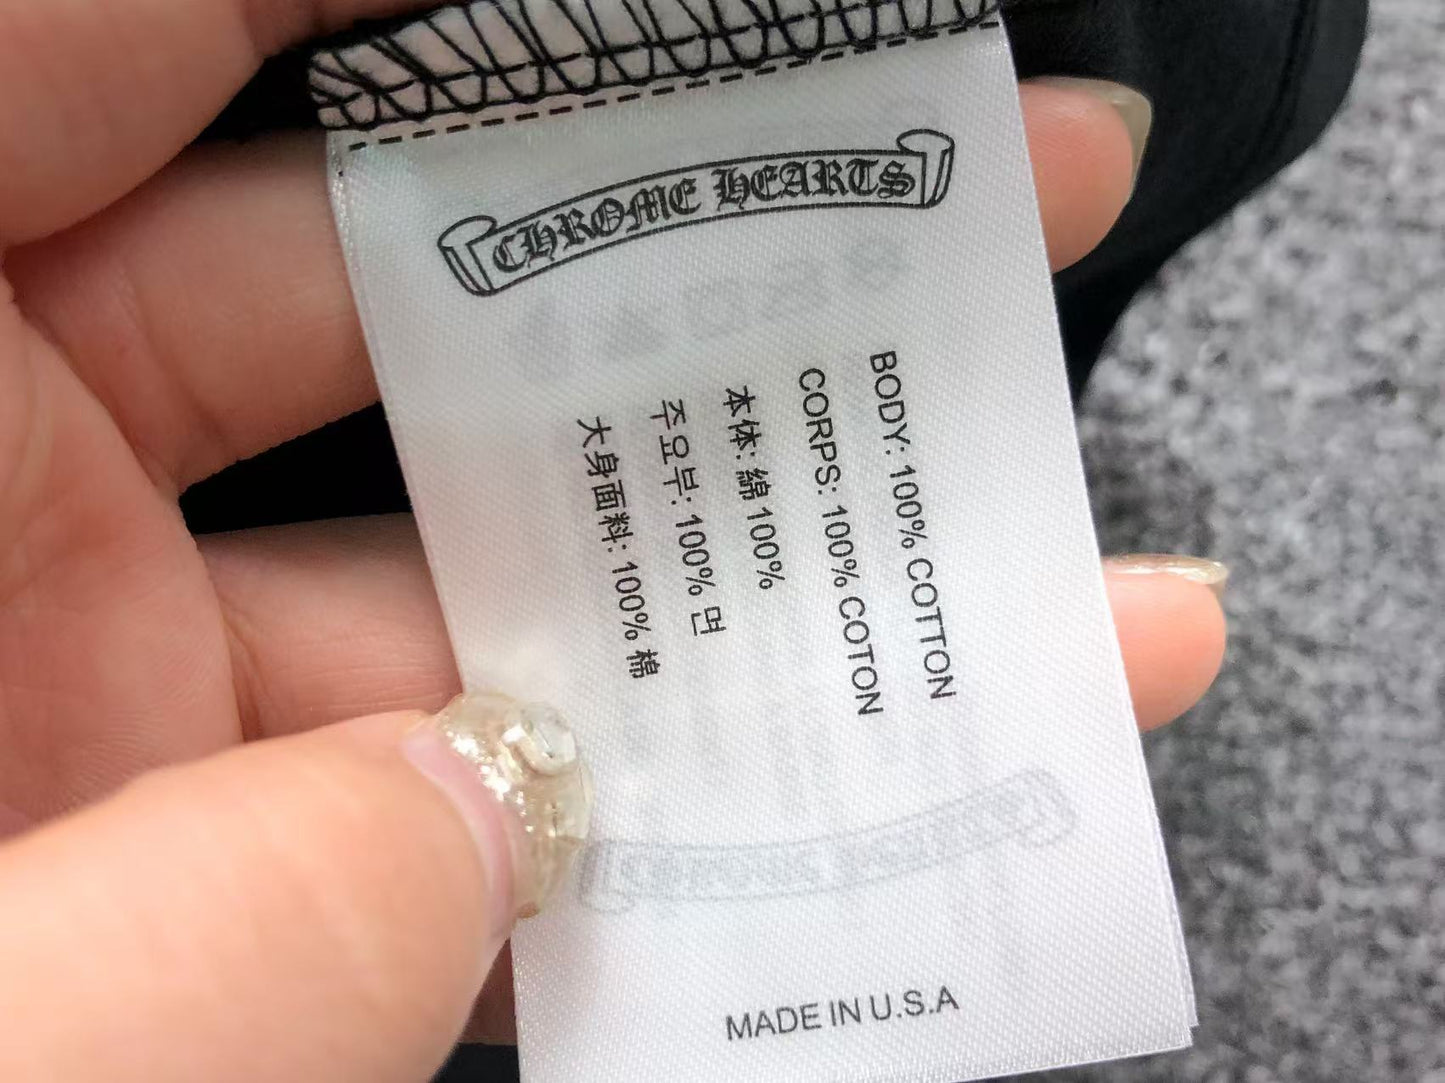 CHROME HEARTS
BODY: 100% COTTON
CORPS: 100% COTON
本体: 綿 100%
주요부: 100% 면
大身面料: 100% 棉
MADE IN U.S.A